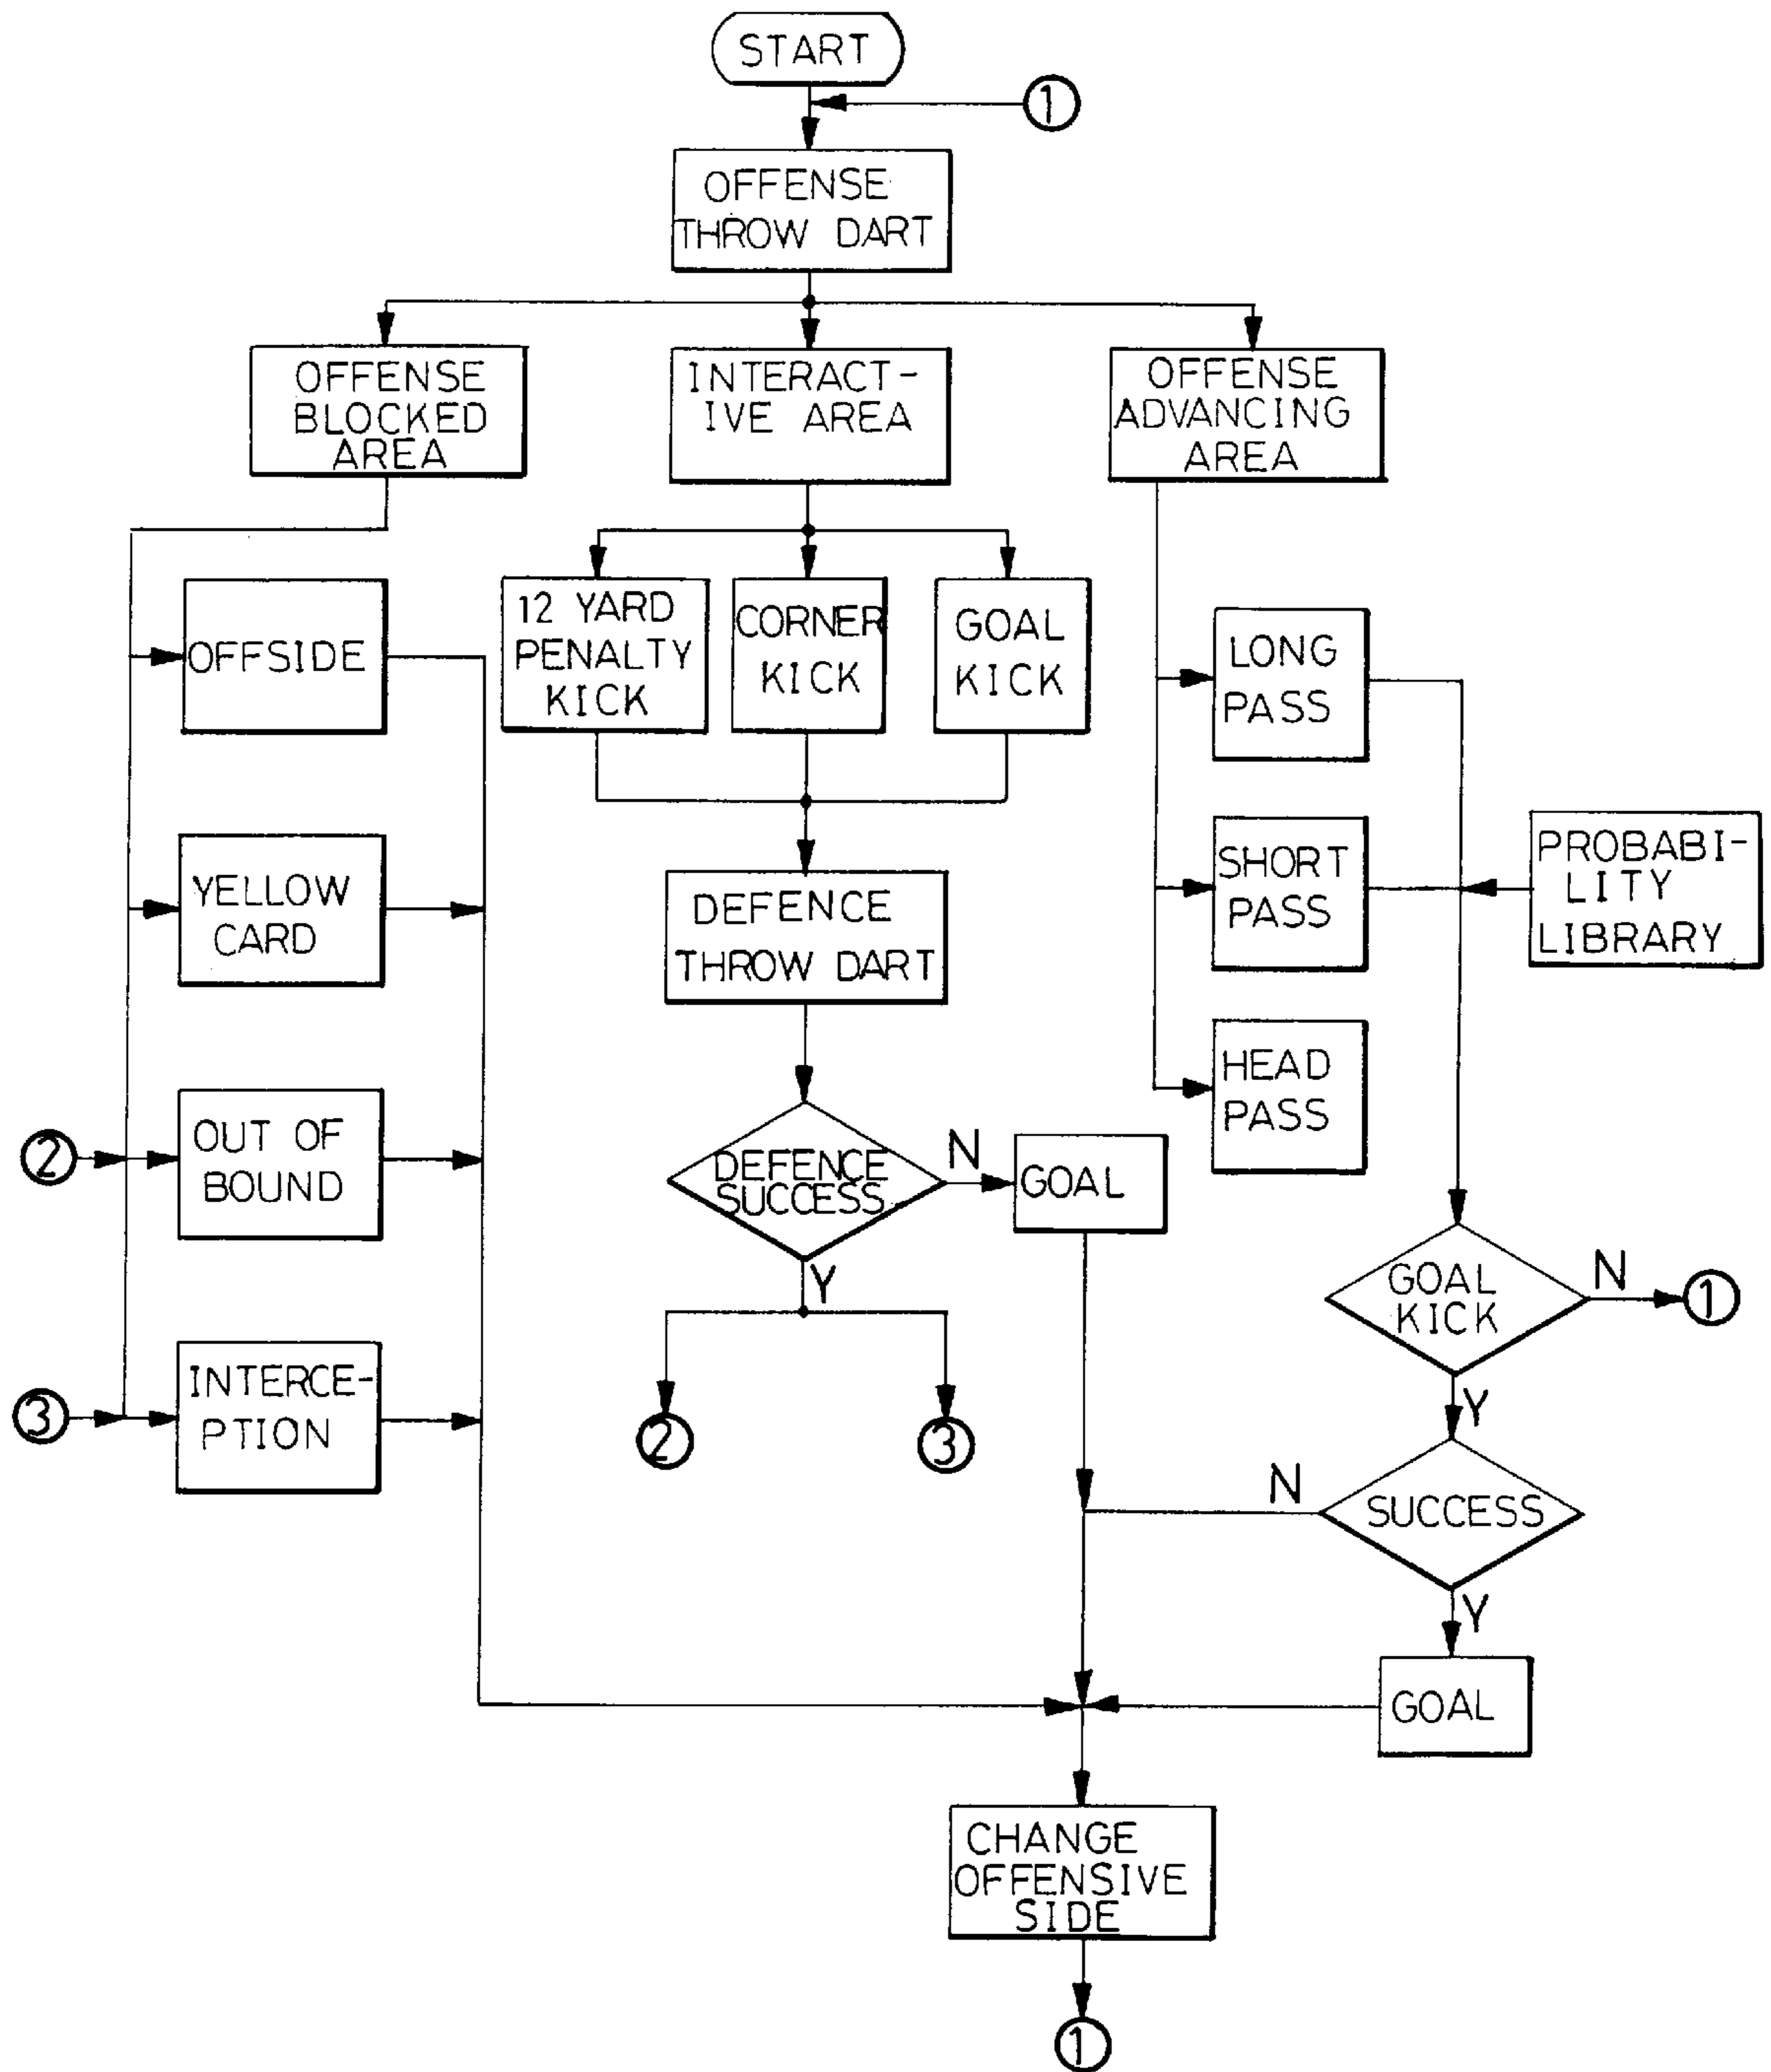 START
1
OFFENSE
THROW DART
OFFENSE
BLOCKED
AREA
INTERACT-
IVE AREA
OFFENSE
ADVANCING
AREA
OFFSIDE
YELLOW
CARD
2
OUT OF
BOUND
3
INTERCE-
PTION
12 YARD
PENALTY
KICK
CORNER
KICK
GOAL
KICK
DEFENCE
THROW DART
DEFENCE
SUCCESS
N
GOAL
Y
2
3
LONG
PASS
SHORT
PASS
HEAD
PASS
PROBABI-
LITY
LIBRARY
GOAL
KICK
N
1
Y
SUCCESS
N
Y
GOAL
CHANGE
OFFENSIVE
SIDE
1